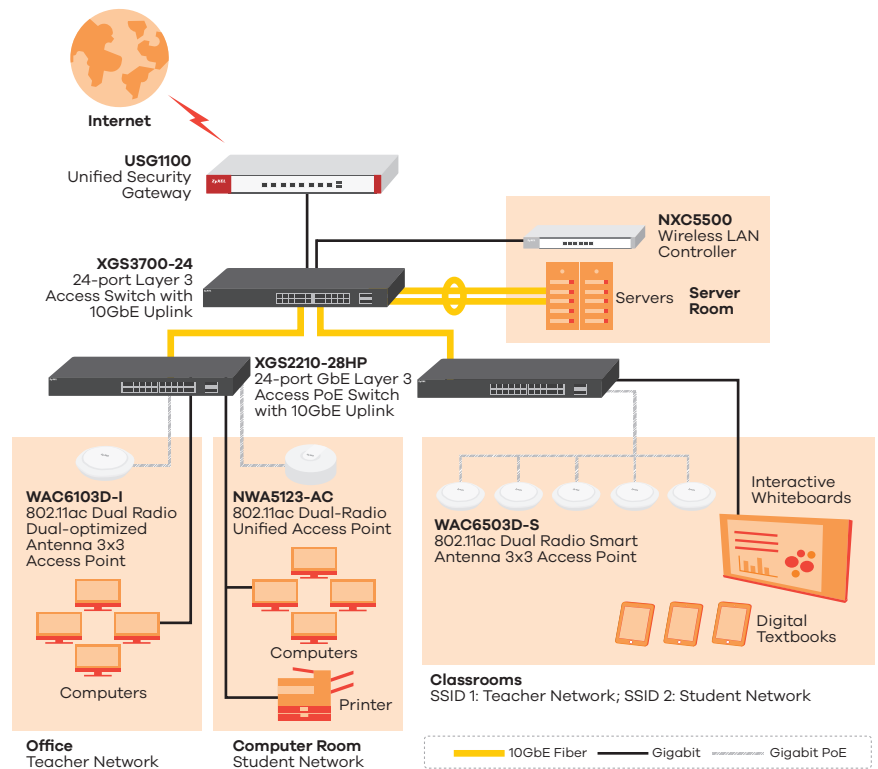 Internet
USG1100
Unified Security
Gateway
ZyXEL
NXC5500
Wireless LAN
Controller
XGS3700-24
24-port Layer 3
Access Switch with
10GbE Uplink
Servers
Server
Room
XGS2210-28HP
24-port GbE Layer 3
Access PoE Switch
with 10GbE Uplink
WAC6103D-I
802.11ac Dual Radio
Dual-optimized
Antenna 3x3
Access Point
Computers
NWA5123-AC
802.11ac Dual-Radio
Unified Access Point
Computers
Printer
WAC6503D-S
802.11ac Dual Radio Smart
Antenna 3x3 Access Point
Interactive
Whiteboards
Digital
Textbooks
Classrooms
SSID 1: Teacher Network; SSID 2: Student Network
Office
Teacher Network
Computer Room
Student Network
10GbE Fiber
Gigabit
Gigabit PoE